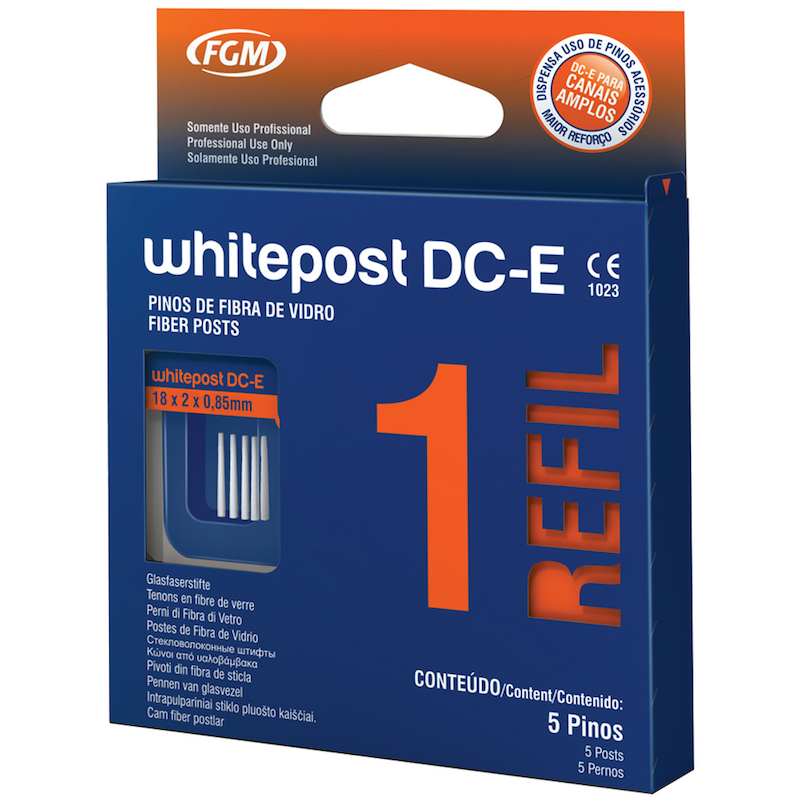 FGM
DISPENSA USO DE PINOS ACESSÓRIOS
DC-E PARA
CANAIS
AMPLOS
MAIOR REFORÇO
Somente Uso Profissional
Professional Use Only
Solamente Uso Profesional
whitepost DC-E
CE
1023
PINOS DE FIBRA DE VIDRO
FIBER POSTS
whitepost DC-E
18 x 2 x 0,85mm
1
REFIL
Glasfaserstifte
Tenons en fibre de verre
Perni di Fibra di Vetro
Postes de Fibra de Vidrio
Стекловолоконные штифты
Κώνοι από υαλοβάμβακα
Pivoti din fibra de sticla
Pennen van glasvezel
Intrapulpariniai stiklo pluošto kaiščiai.
Cam fiber postlar
CONTEÚDO/Content/Contenido:
5 Pinos
5 Posts
5 Pernos